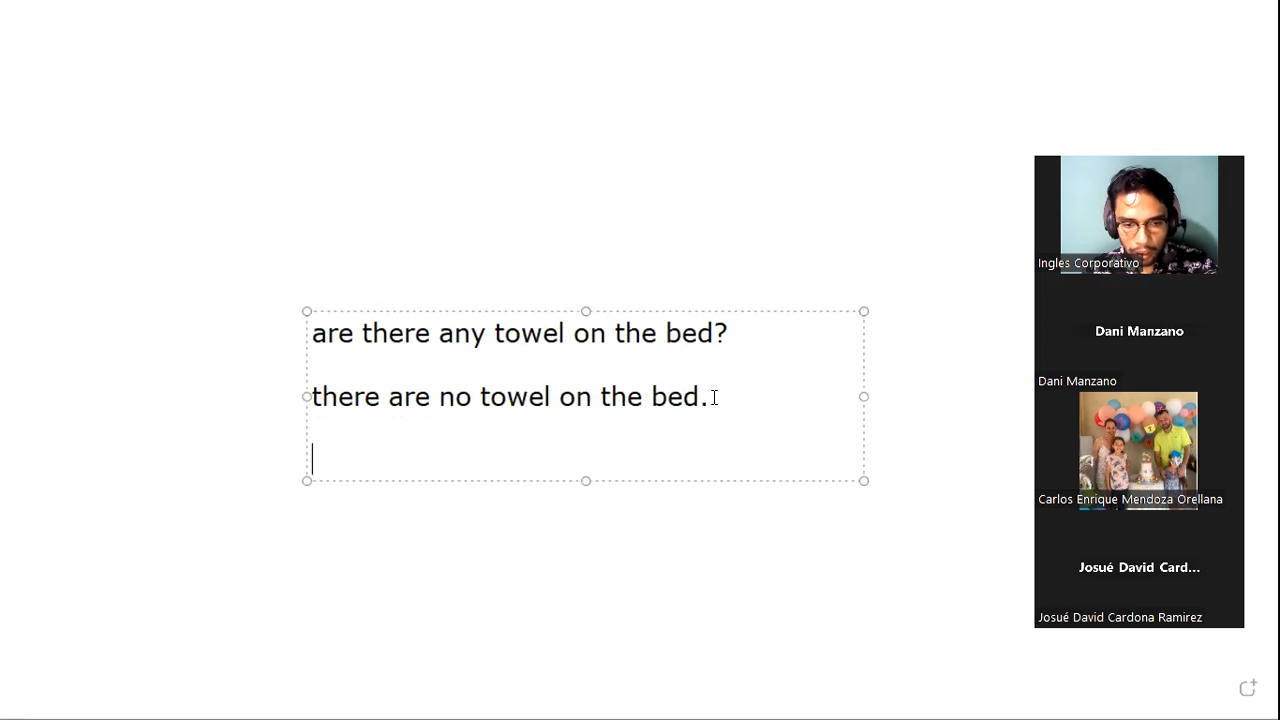 are there any towel on the bed?
there are no towel on the bed.
Ingles Corporativo
Dani Manzano
Dani Manzano
Carlos Enrique Mendoza Orellana
Josué David Card...
Josué David Cardona Ramirez